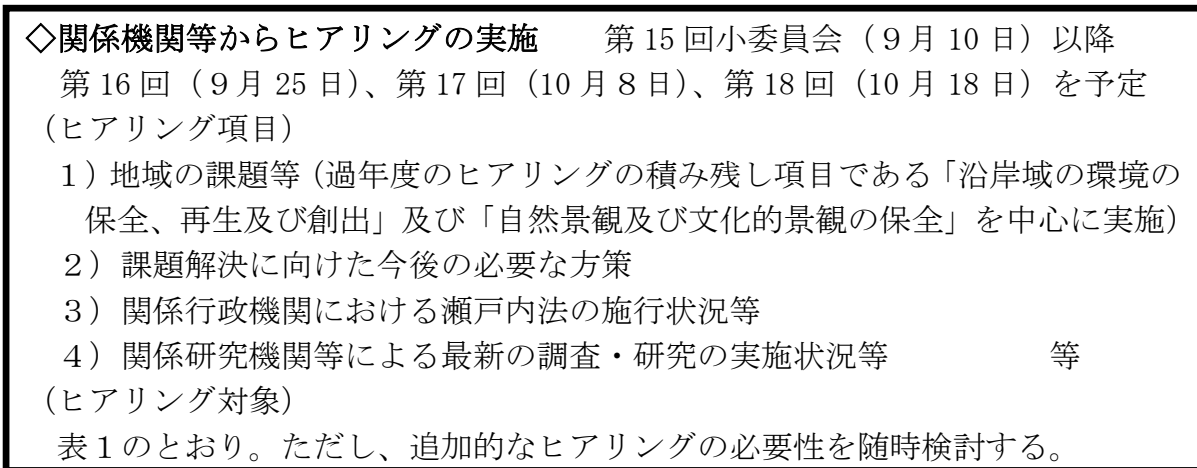 ◇関係機関等からヒアリングの実施　　第15回小委員会（９月10日）以降
第16回（９月25日）、第17回（10月８日）、第18回（10月18日）を予定
（ヒアリング項目）
１）地域の課題等（過年度のヒアリングの積み残し項目である「沿岸域の環境の
保全、再生及び創出」及び「自然景観及び文化的景観の保全」を中心に実施）
２）課題解決に向けた今後の必要な方策
３）関係行政機関における瀬戸内法の施行状況等
４）関係研究機関等による最新の調査・研究の実施状況等　　　　　等
（ヒアリング対象）
表１のとおり。ただし、追加的なヒアリングの必要性を随時検討する。